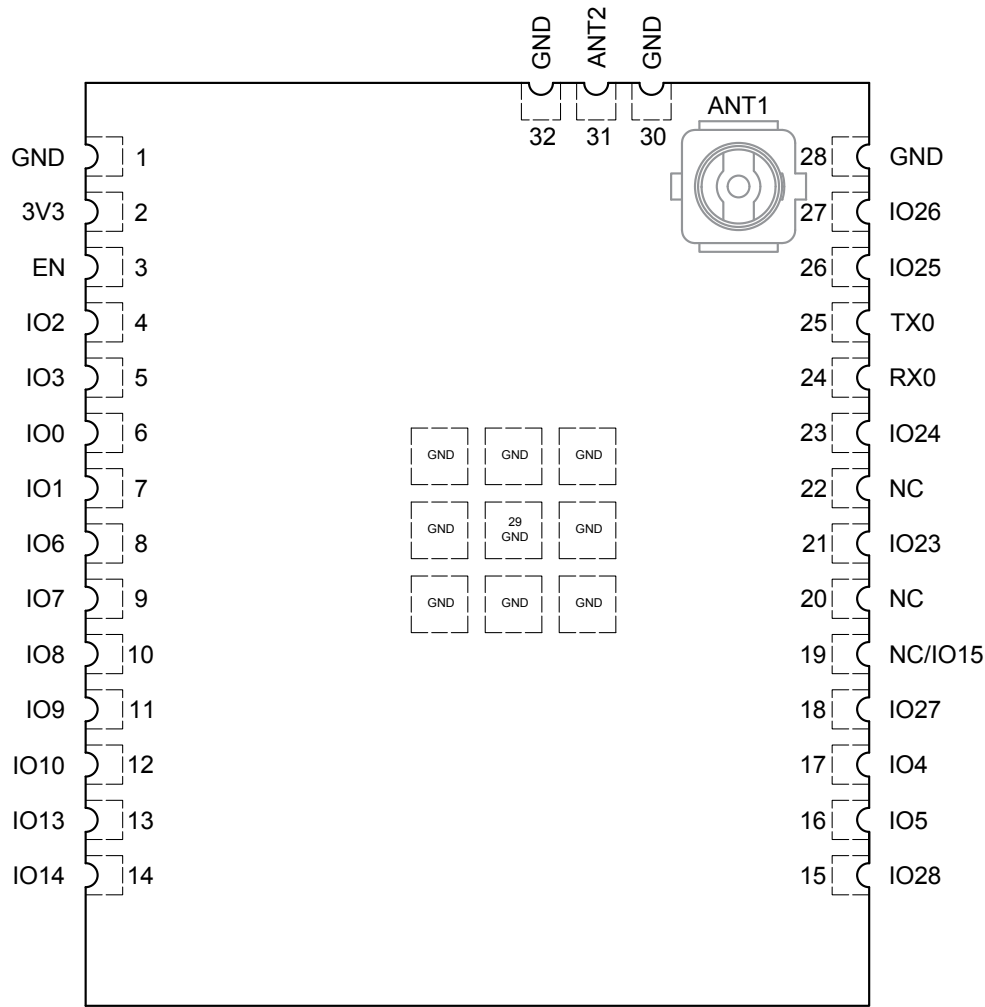 GND ANT2 GND
32 31 30
ANT1
GND 1 28 GND
3V3 2 27 IO26
EN 3 26 IO25
IO2 4 25 TX0
IO3 5 24 RX0
IO0 6 23 IO24
GND GND GND
IO1 7 22 NC
IO6 8 21 IO23
GND 29 GND GND
IO7 9 20 NC
GND GND GND
IO8 10 19 NC/IO15
IO9 11 18 IO27
IO10 12 17 IO4
IO13 13 16 IO5
IO14 14 15 IO28